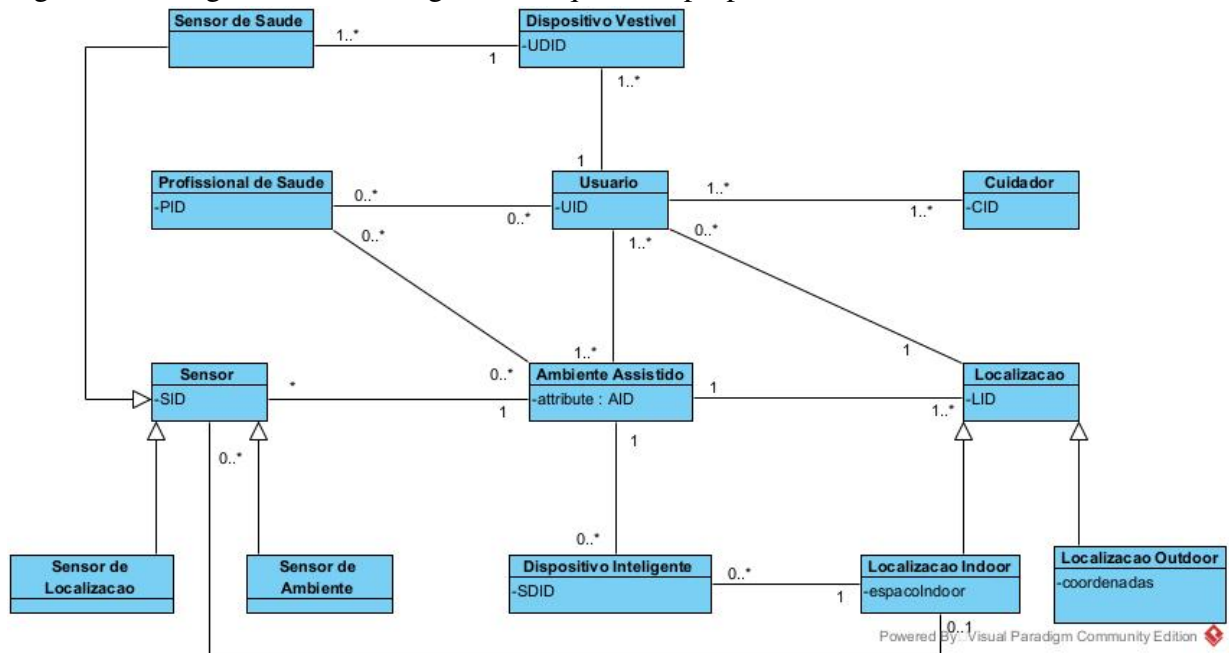 Sensor de Saude
Dispositivo Vestivel
-UDID
1..*
1
1..*
1
Profissional de Saude
-PID
0..*
0..*
Usuario
-UID
1..*
1..*
Cuidador
-CID
0..*
1..*
0..*
1..*
0..*
1
Sensor
-SID
*
1
Ambiente Assistido
-attribute : AID
1
1..*
Localizacao
-LID
0..*
1
0..*
Sensor de
Localizacao
Sensor de
Ambiente
Dispositivo Inteligente
-SDID
0..*
1
Localizacao Indoor
-espacoIndoor
0..1
Localizacao Outdoor
-coordenadas
Powered By Visual Paradigm Community Edition